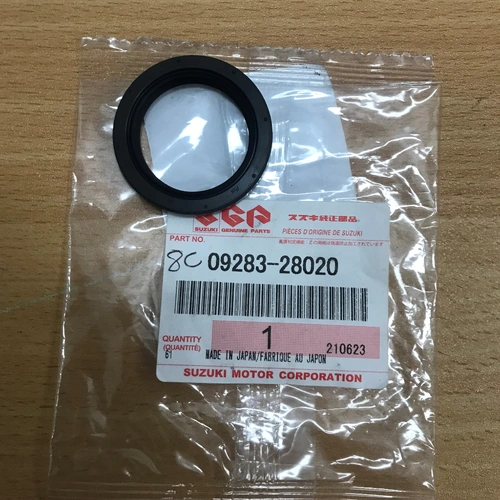 SGP
スズキ純正部品
SUZUKI GENUINE PARTS
PIÈCES D'ORIGINE DE SUZUKI
PART NO.
8C 09283-28020
QUANTITY
(QUANTITÉ)
1
210623
61
MADE IN JAPAN/FABRIQUE AU JAPON
SUZUKI MOTOR CORPORATION